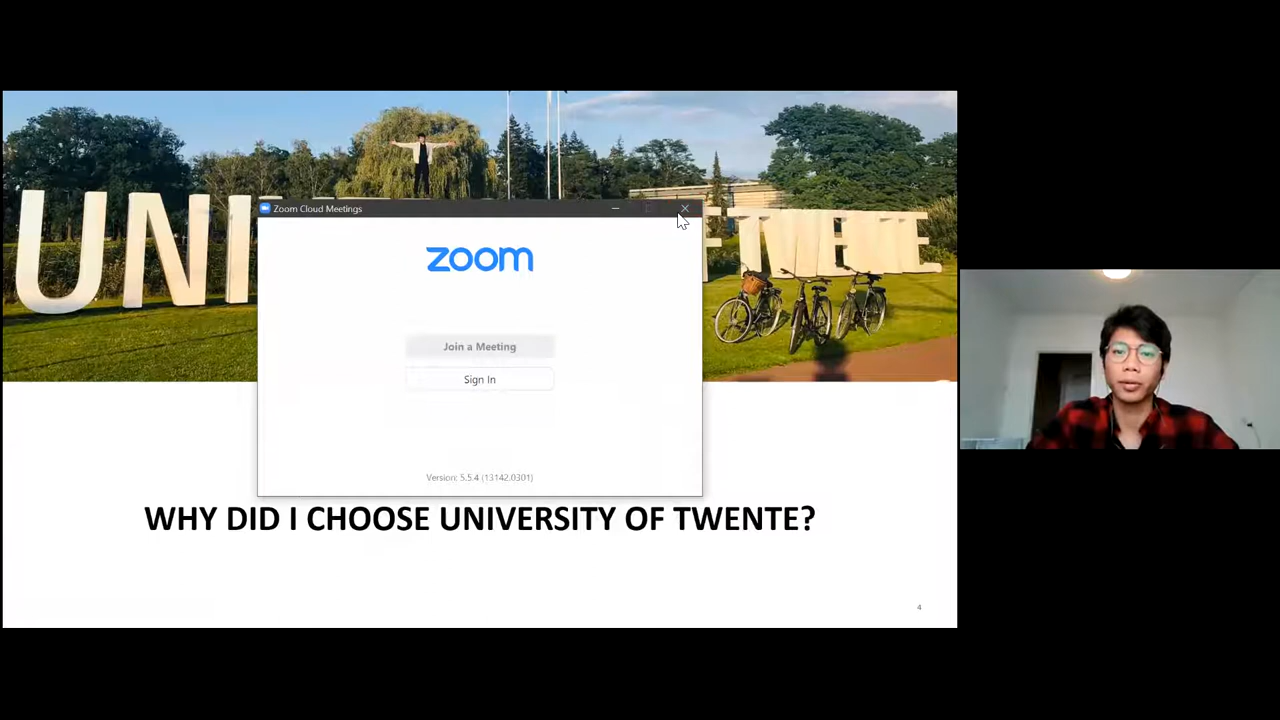 UNI
F TWENTE
Zoom Cloud Meetings
zoom
Join a Meeting
Sign In
Version: 5.5.4 (13142.0301)
WHY DID I CHOOSE UNIVERSITY OF TWENTE?
4